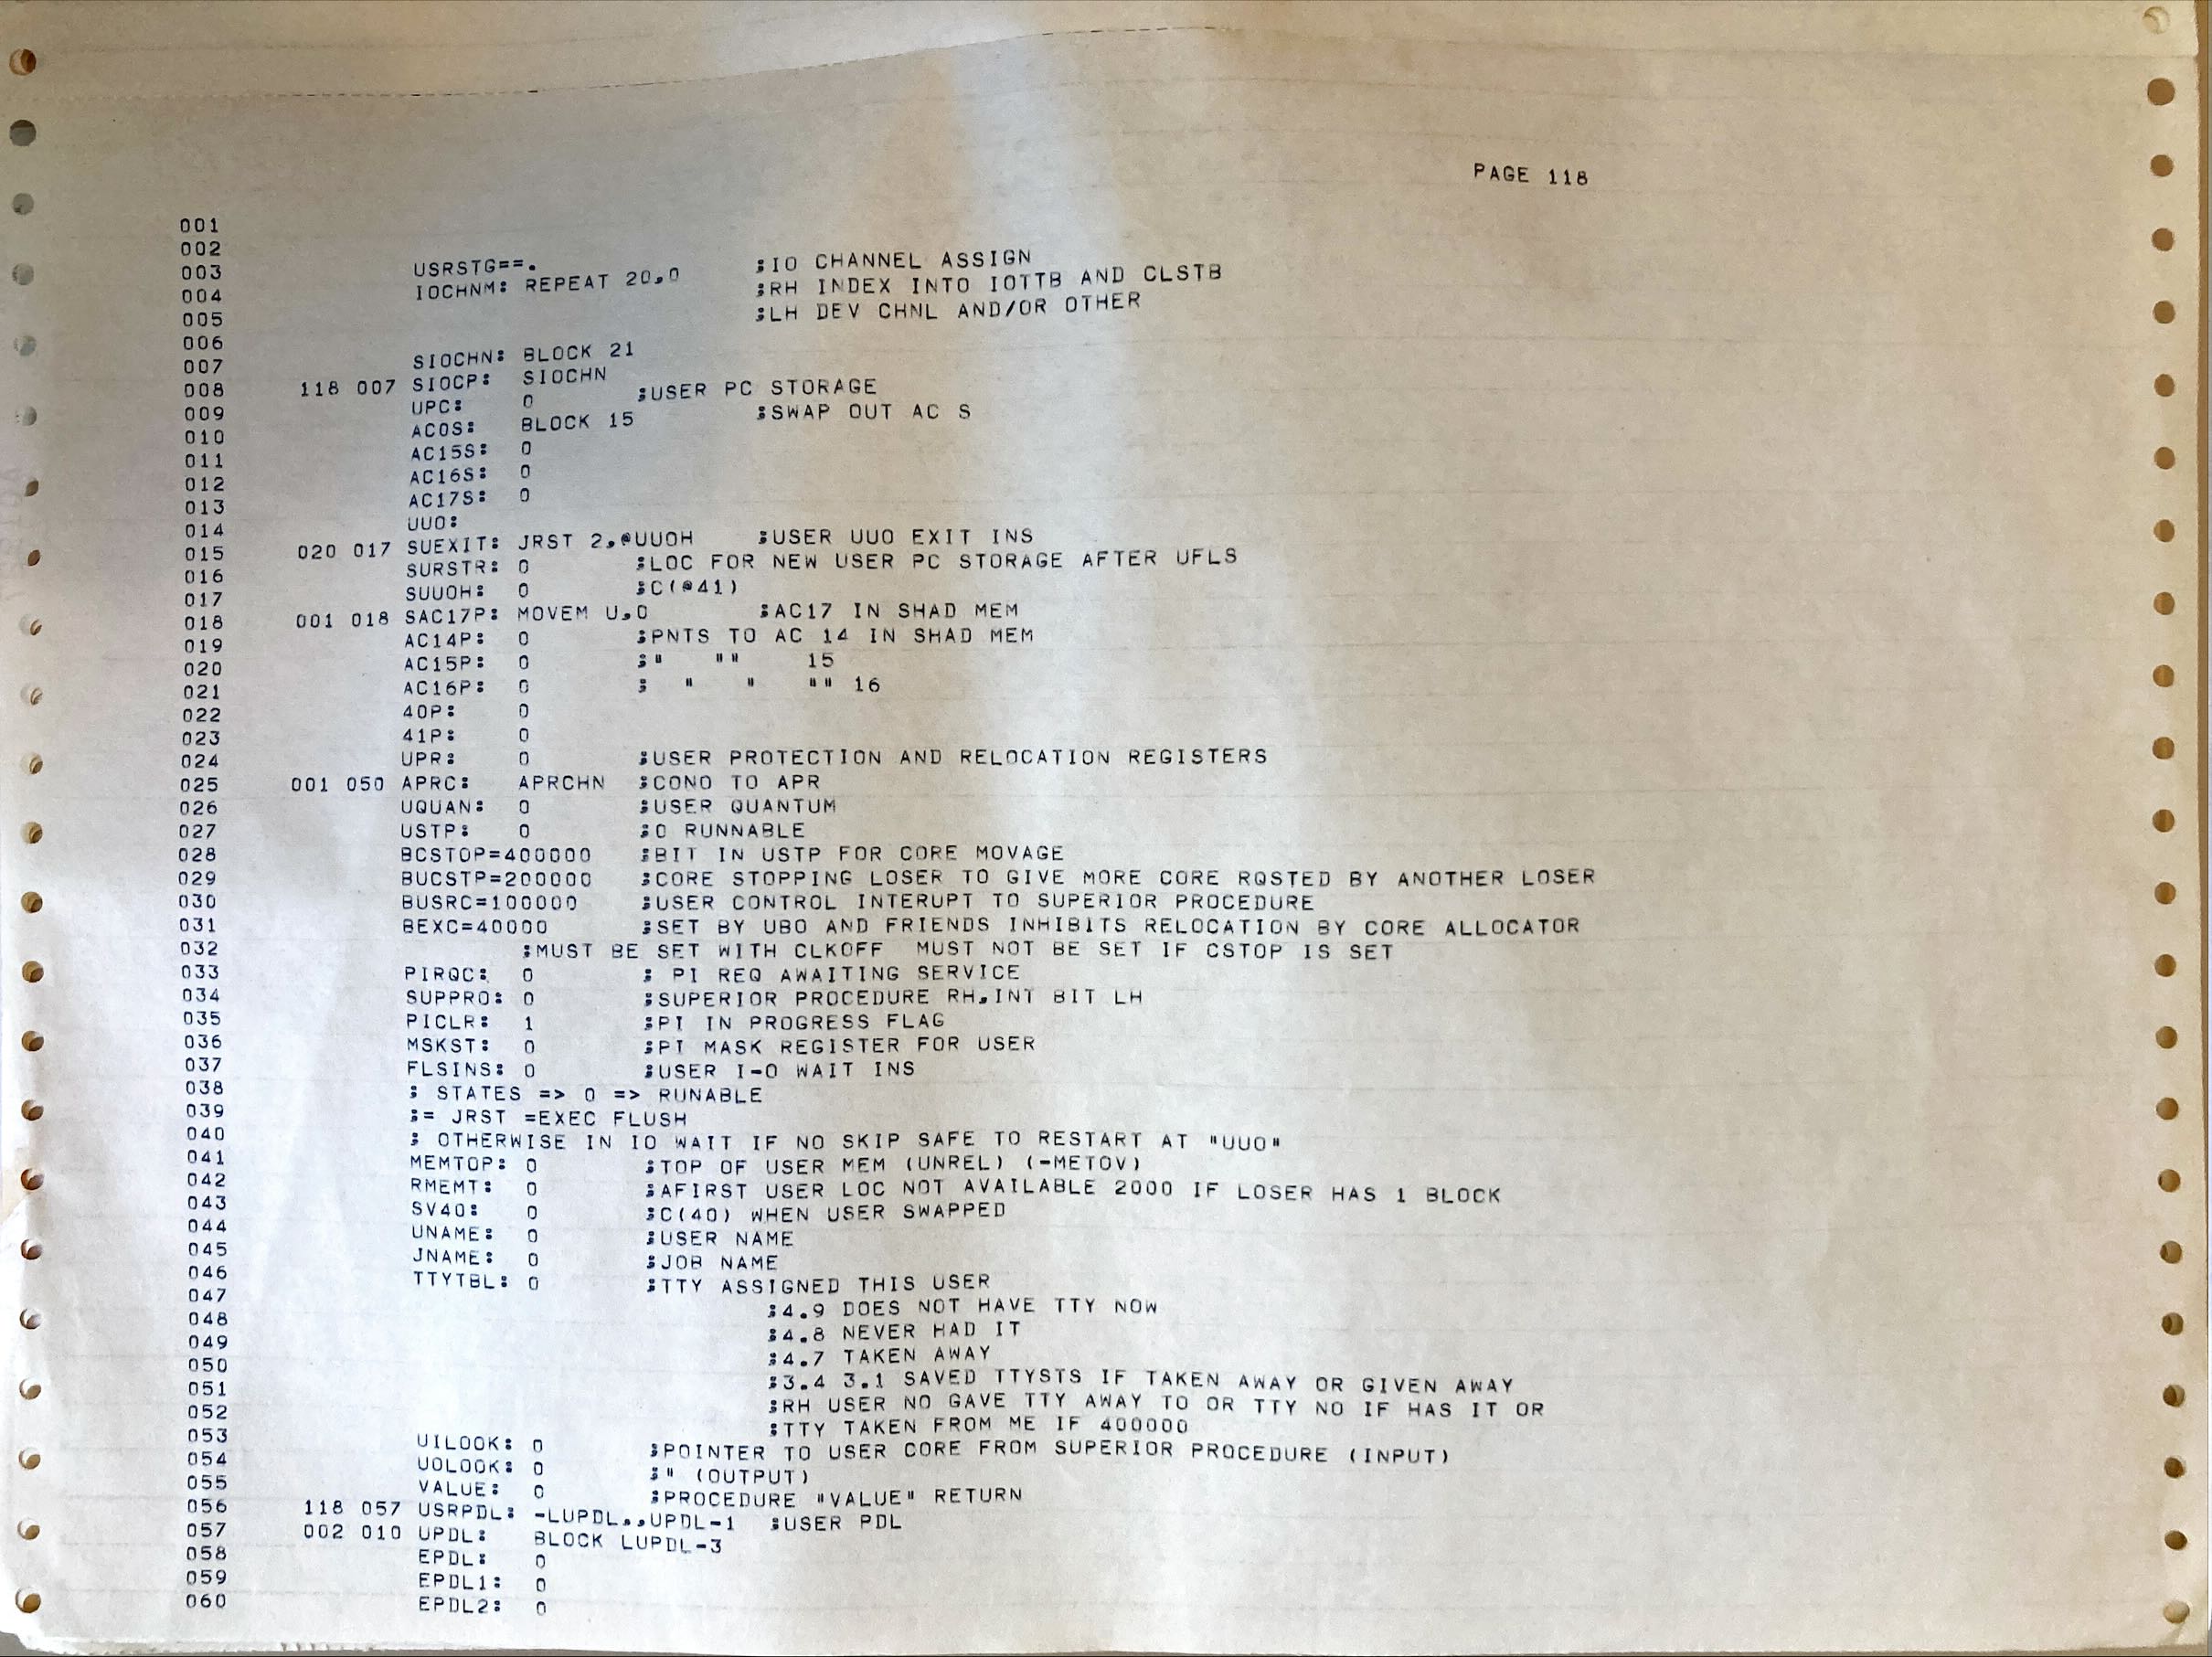 PAGE 118
001
002
003 USRSTG==.
004 IOCHNM: REPEAT 20,0 ;IO CHANNEL ASSIGN
005 ;RH INDEX INTO IOTTB AND CLSTB
006 ;LH DEV CHNL AND/OR OTHER
007 SIOCHN: BLOCK 21
008 118 007 SIOCP: SIOCHN
009 UPC: 0 ;USER PC STORAGE
010 AC0S: BLOCK 15 ;SWAP OUT AC S
011 AC15S: 0
012 AC16S: 0
013 AC17S: 0
014 UUO:
015 020 017 SUEXIT: JRST 2,@UUOH ;USER UUO EXIT INS
016 SURSTR: 0 ;LOC FOR NEW USER PC STORAGE AFTER UFLS
017 SUUOH: 0 ;C(@41)
018 001 018 SAC17P: MOVEM U,0 ;AC17 IN SHAD MEM
019 AC14P: 0 ;PNTS TO AC 14 IN SHAD MEM
020 AC15P: 0 ;" "" 15
021 AC16P: 0 ; " " "" 16
022 40P: 0
023 41P: 0
024 UPR: 0 ;USER PROTECTION AND RELOCATION REGISTERS
025 001 050 APRC: APRCHN ;CONO TO APR
026 UQUAN: 0 ;USER QUANTUM
027 USTP: 0 ;0 RUNNABLE
028 BCSTOP=400000 ;BIT IN USTP FOR CORE MOVAGE
029 BUCSTP=200000 ;CORE STOPPING LOSER TO GIVE MORE CORE RQSTED BY ANOTHER LOSER
030 BUSRC=100000 ;USER CONTROL INTERUPT TO SUPERIOR PROCEDURE
031 BEXC=40000 ;SET BY UBO AND FRIENDS INHIBITS RELOCATION BY CORE ALLOCATOR
032 ;MUST BE SET WITH CLKOFF MUST NOT BE SET IF CSTOP IS SET
033 PIRQC: 0 ; PI REQ AWAITING SERVICE
034 SUPPRO: 0 ;SUPERIOR PROCEDURE RH,INT BIT LH
035 PICLR: 1 ;PI IN PROGRESS FLAG
036 MSKST: 0 ;PI MASK REGISTER FOR USER
037 FLSINS: 0 ;USER I-O WAIT INS
038 ; STATES => 0 => RUNABLE
039 ;= JRST =EXEC FLUSH
040 ; OTHERWISE IN IO WAIT IF NO SKIP SAFE TO RESTART AT "UUO"
041 MEMTOP: 0 ;TOP OF USER MEM (UNREL) (-METOV)
042 RMEMT: 0 ;AFIRST USER LOC NOT AVAILABLE 2000 IF LOSER HAS 1 BLOCK
043 SV40: 0 ;C(40) WHEN USER SWAPPED
044 UNAME: 0 ;USER NAME
045 JNAME: 0 ;JOB NAME
046 TTYTBL: 0 ;TTY ASSIGNED THIS USER
047 ;4.9 DOES NOT HAVE TTY NOW
048 ;4.8 NEVER HAD IT
049 ;4.7 TAKEN AWAY
050 ;3.4 3.1 SAVED TTYSTS IF TAKEN AWAY OR GIVEN AWAY
051 ;RH USER NO GAVE TTY AWAY TO OR TTY NO IF HAS IT OR
052 ;TTY TAKEN FROM ME IF 400000
053 UILOOK: 0 ;POINTER TO USER CORE FROM SUPERIOR PROCEDURE (INPUT)
054 UOLOOK: 0 ;" (OUTPUT)
055 VALUE: 0 ;PROCEDURE "VALUE" RETURN
056 118 057 USRPDL: -LUPDL,,UPDL-1 ;USER PDL
057 002 010 UPDL: BLOCK LUPDL-3
058 EPDL: 0
059 EPDL1: 0
060 EPDL2: 0